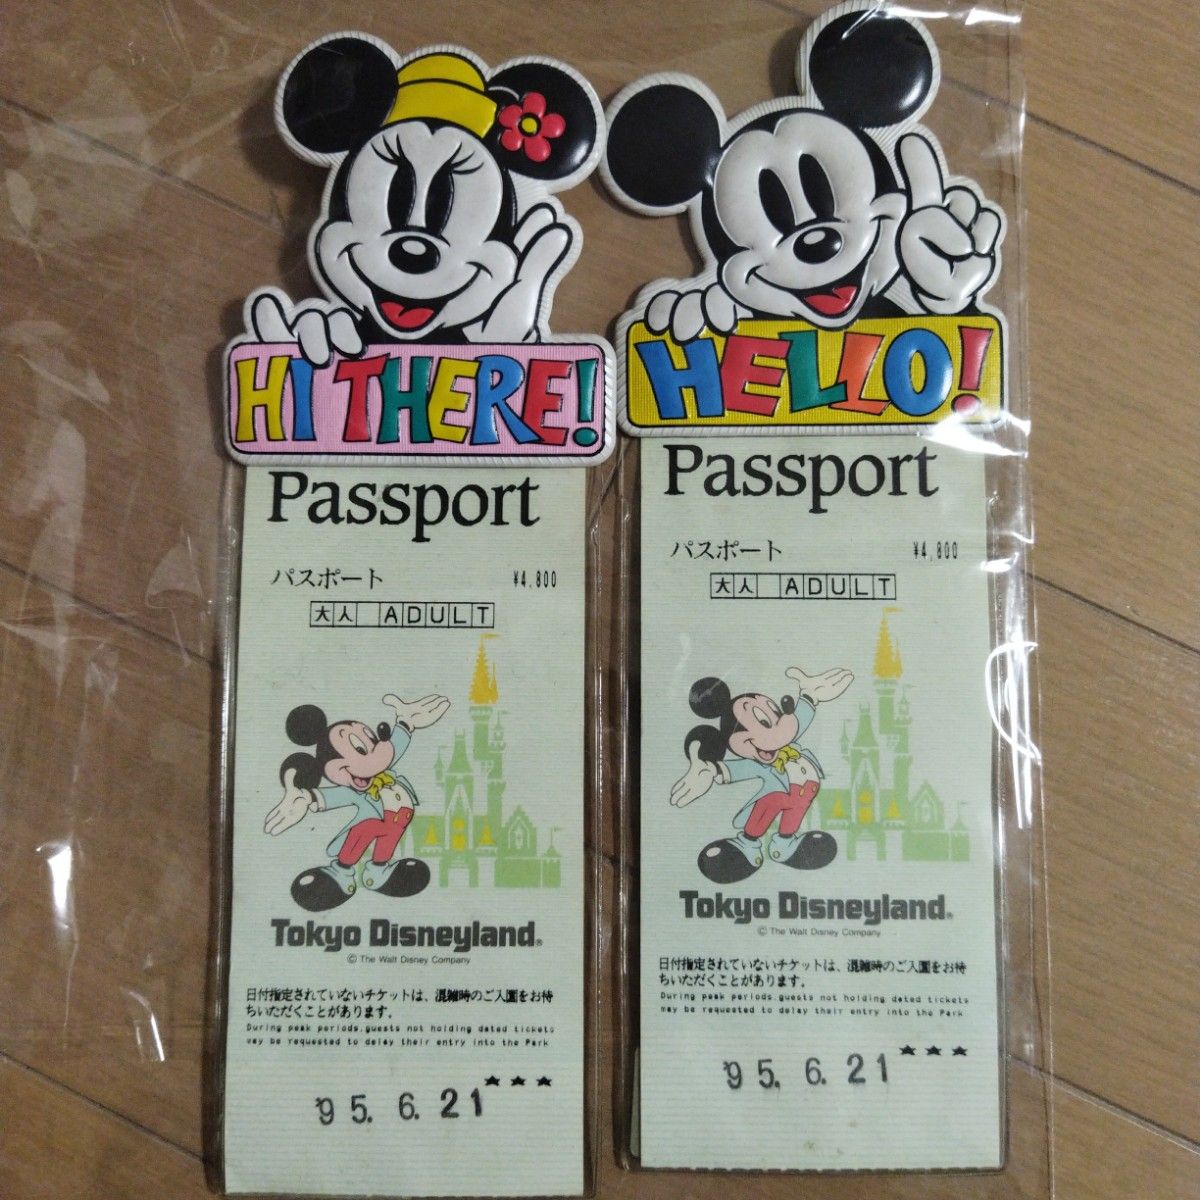 HI THERE!
Passport
パスポート ¥4,800
大人 ADULT
Tokyo Disneyland®
© The Walt Disney Company
日付指定されていないチケットは、混雑時のご入園をお待
ちいただくことがあります。
During peak periods,guests not holding dated tickets
may be requested to delay their entry into the Park
'95. 6. 21 ★★★
HELLO!
Passport
パスポート ¥4,800
大人 ADULT
Tokyo Disneyland®
© The Walt Disney Company
日付指定されていないチケットは、混雑時のご入園をお待
ちいただくことがあります。
During peak periods,guests not holding dated tickets
may be requested to delay their entry into the Park
'95. 6. 21 ★★★